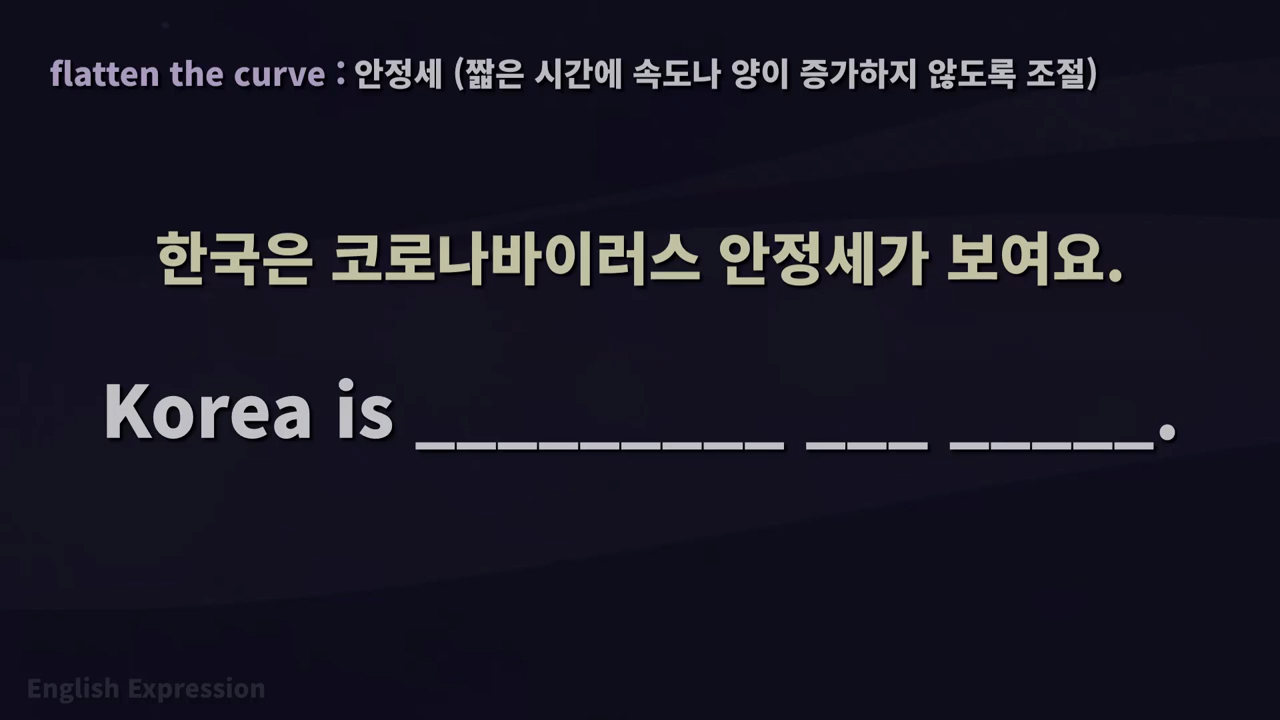 flatten the curve : 안정세 (짧은 시간에 속도나 양이 증가하지 않도록 조절)
한국은 코로나바이러스 안정세가 보여요.
Korea is _________ ___ _____.
English Expression